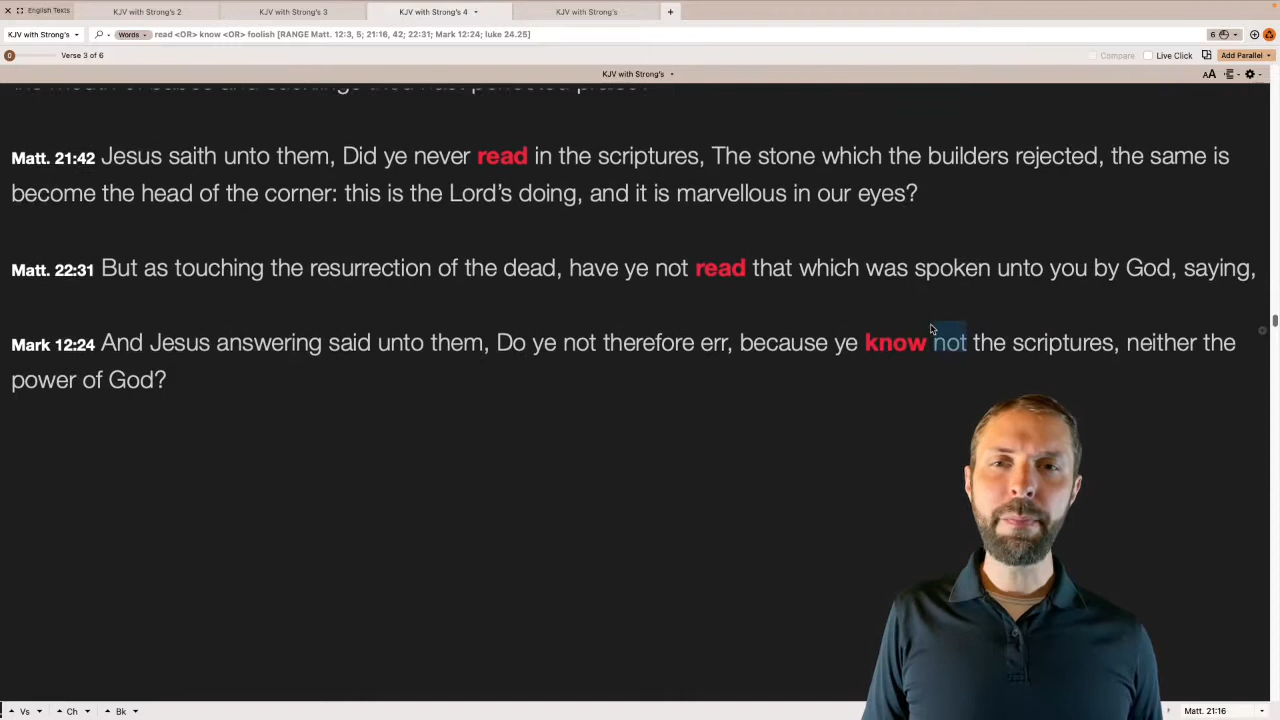 English Texts
KJV with Strong's 2
KJV with Strong's 3
KJV with Strong's 4
KJV with Strong's
KJV with Strong's
Words
read <OR> know <OR> foolish [RANGE Matt. 12:3, 5; 21:16, 42; 22:31; Mark 12:24; luke 24.25]
6
0
Verse 3 of 6
Compare
Live Click
Add Parallel
KJV with Strong's
AA
Matt. 21:42 Jesus saith unto them, Did ye never read in the scriptures, The stone which the builders rejected, the same is
become the head of the corner: this is the Lord’s doing, and it is marvellous in our eyes?
Matt. 22:31 But as touching the resurrection of the dead, have ye not read that which was spoken unto you by God, saying,
Mark 12:24 And Jesus answering said unto them, Do ye not therefore err, because ye know not the scriptures, neither the
power of God?
Vs
Ch
Bk
Matt. 21:16